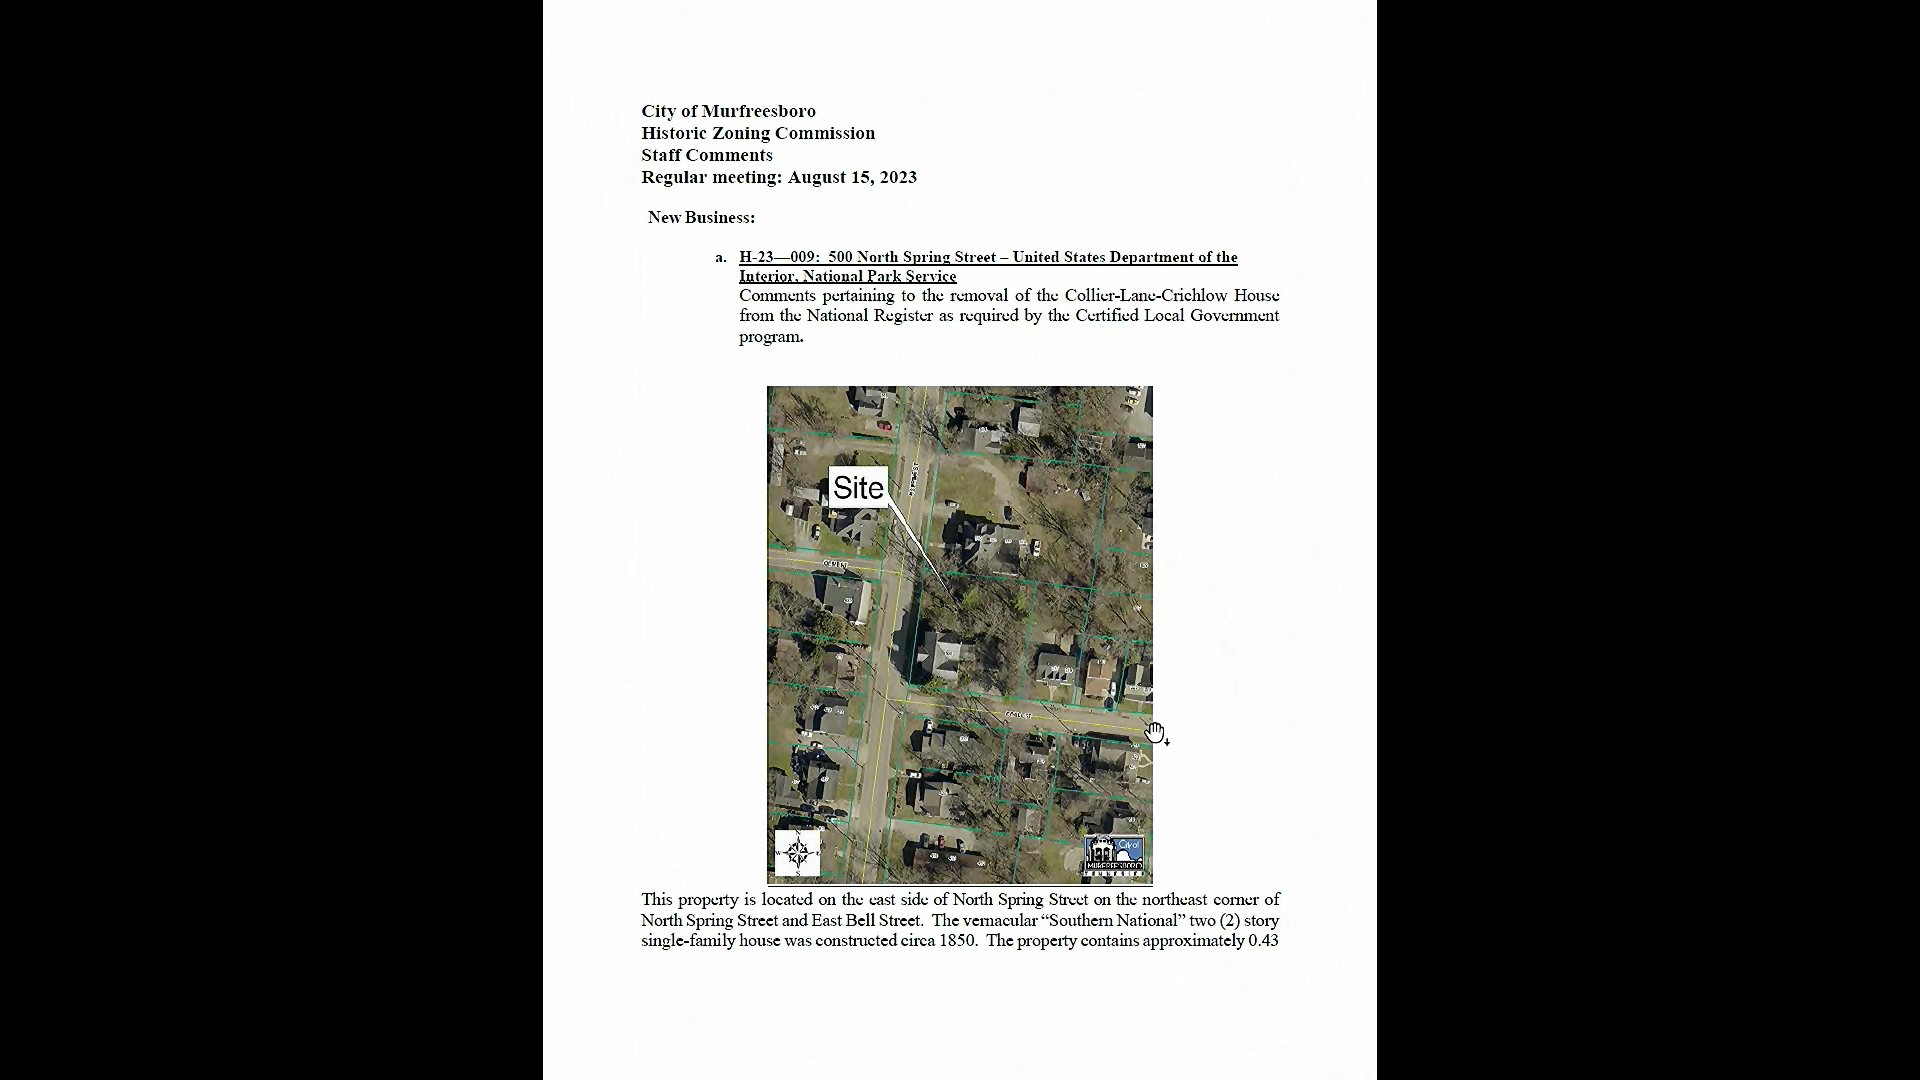 City of Murfreesboro
Historic Zoning Commission
Staff Comments
Regular meeting: August 15, 2023
New Business:
a. H-23—009: 500 North Spring Street – United States Department of the
Interior, National Park Service
Comments pertaining to the removal of the Collier-Lane-Crichlow House
from the National Register as required by the Certified Local Government
program.
Site
N
W E
S
City of
MURFREESBORO
TENNESSEE
This property is located on the east side of North Spring Street on the northeast corner of
North Spring Street and East Bell Street. The vernacular “Southern National” two (2) story
single-family house was constructed circa 1850. The property contains approximately 0.43